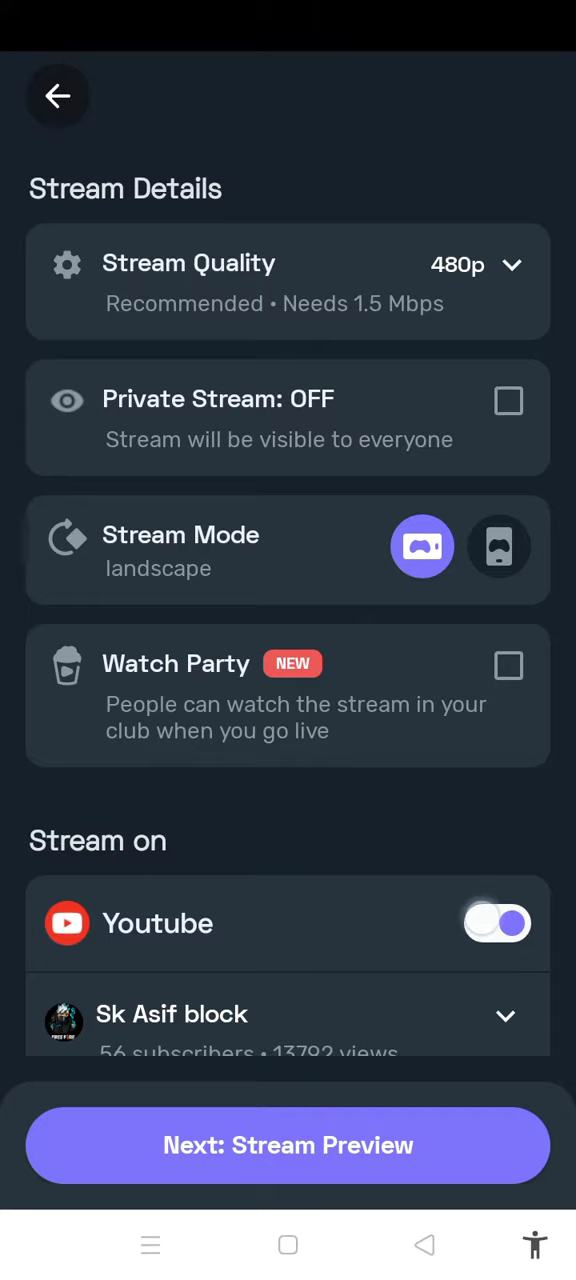 Stream Details
Stream Quality
480p
Recommended • Needs 1.5 Mbps
Private Stream: OFF
Stream will be visible to everyone
Stream Mode
landscape
Watch Party NEW
People can watch the stream in your
club when you go live
Stream on
Youtube
Sk Asif block
56 subscribers • 13792 views
Next: Stream Preview